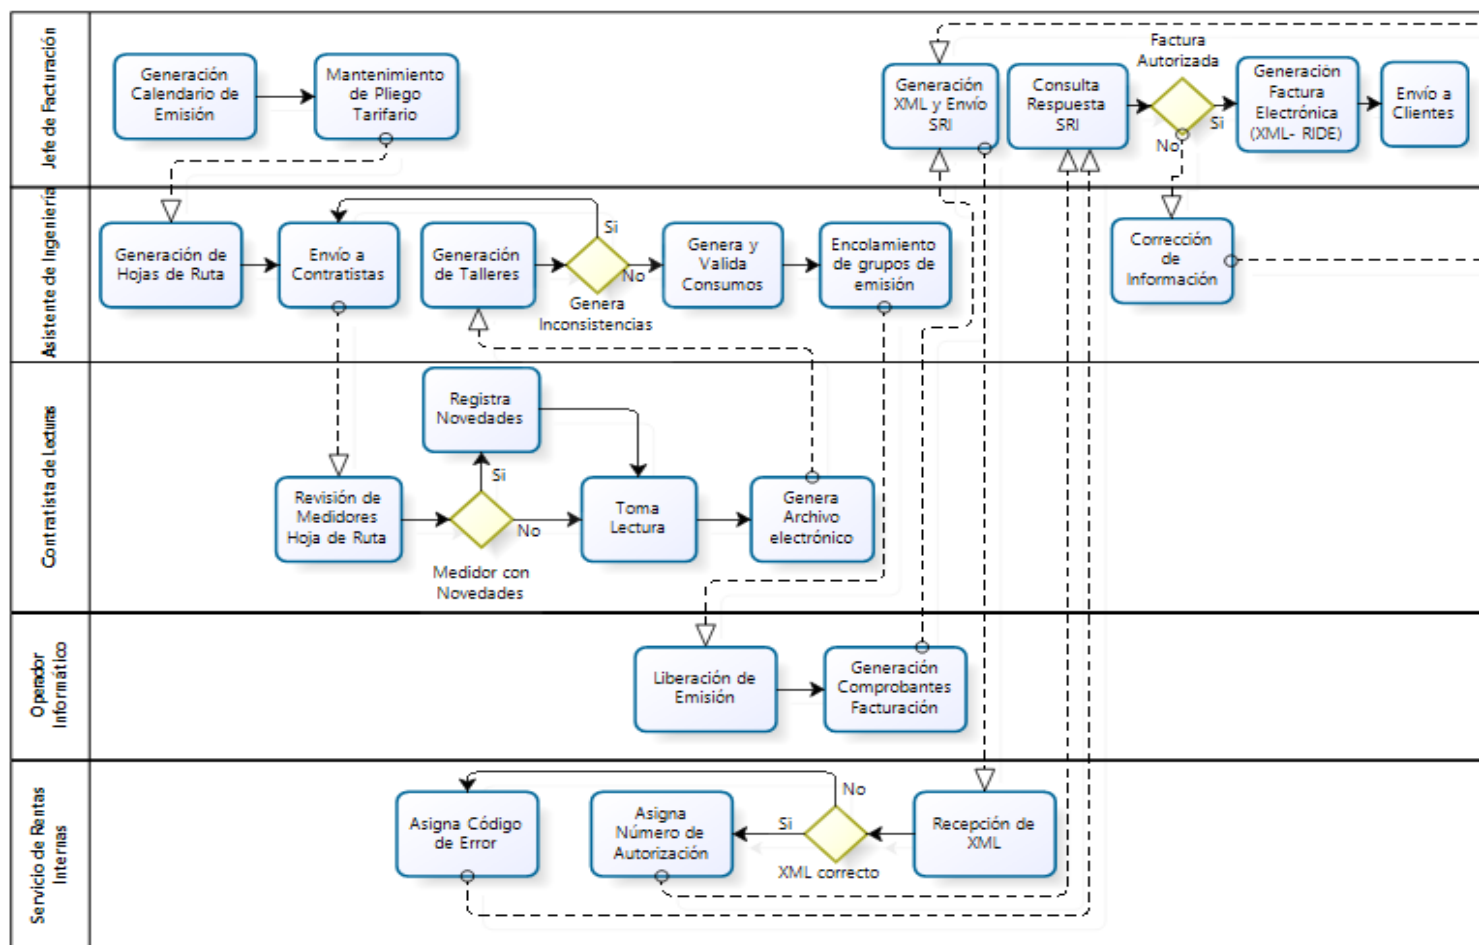 Jefe de Facturación
Generación
Calendario de
Emisión
Mantenimiento
de Pliego
Tarifario
Generación
XML y Envío
SRI
Consulta
Respuesta
SRI
Factura
Autorizada
Si
No
Generación
Factura
Electrónica
(XML- RIDE)
Envío a
Clientes
Asistente de Ingeniería
Generación de
Hojas de Ruta
Envío a
Contratistas
Generación
de Talleres
Si
No
Genera
Inconsistencias
Genera y
Valida
Consumos
Encolamiento
de grupos de
emisión
Corrección
de
Información
Contratista de Lecturas
Registra
Novedades
Revisión de
Medidores
Hoja de Ruta
Si
No
Medidor con
Novedades
Toma
Lectura
Genera
Archivo
electrónico
Operador
Informático
Liberación de
Emisión
Generación
Comprobantes
Facturación
Servicio de Rentas
Internas
Asigna Código
de Error
Asigna
Número de
Autorización
Si
No
XML correcto
Recepción de
XML